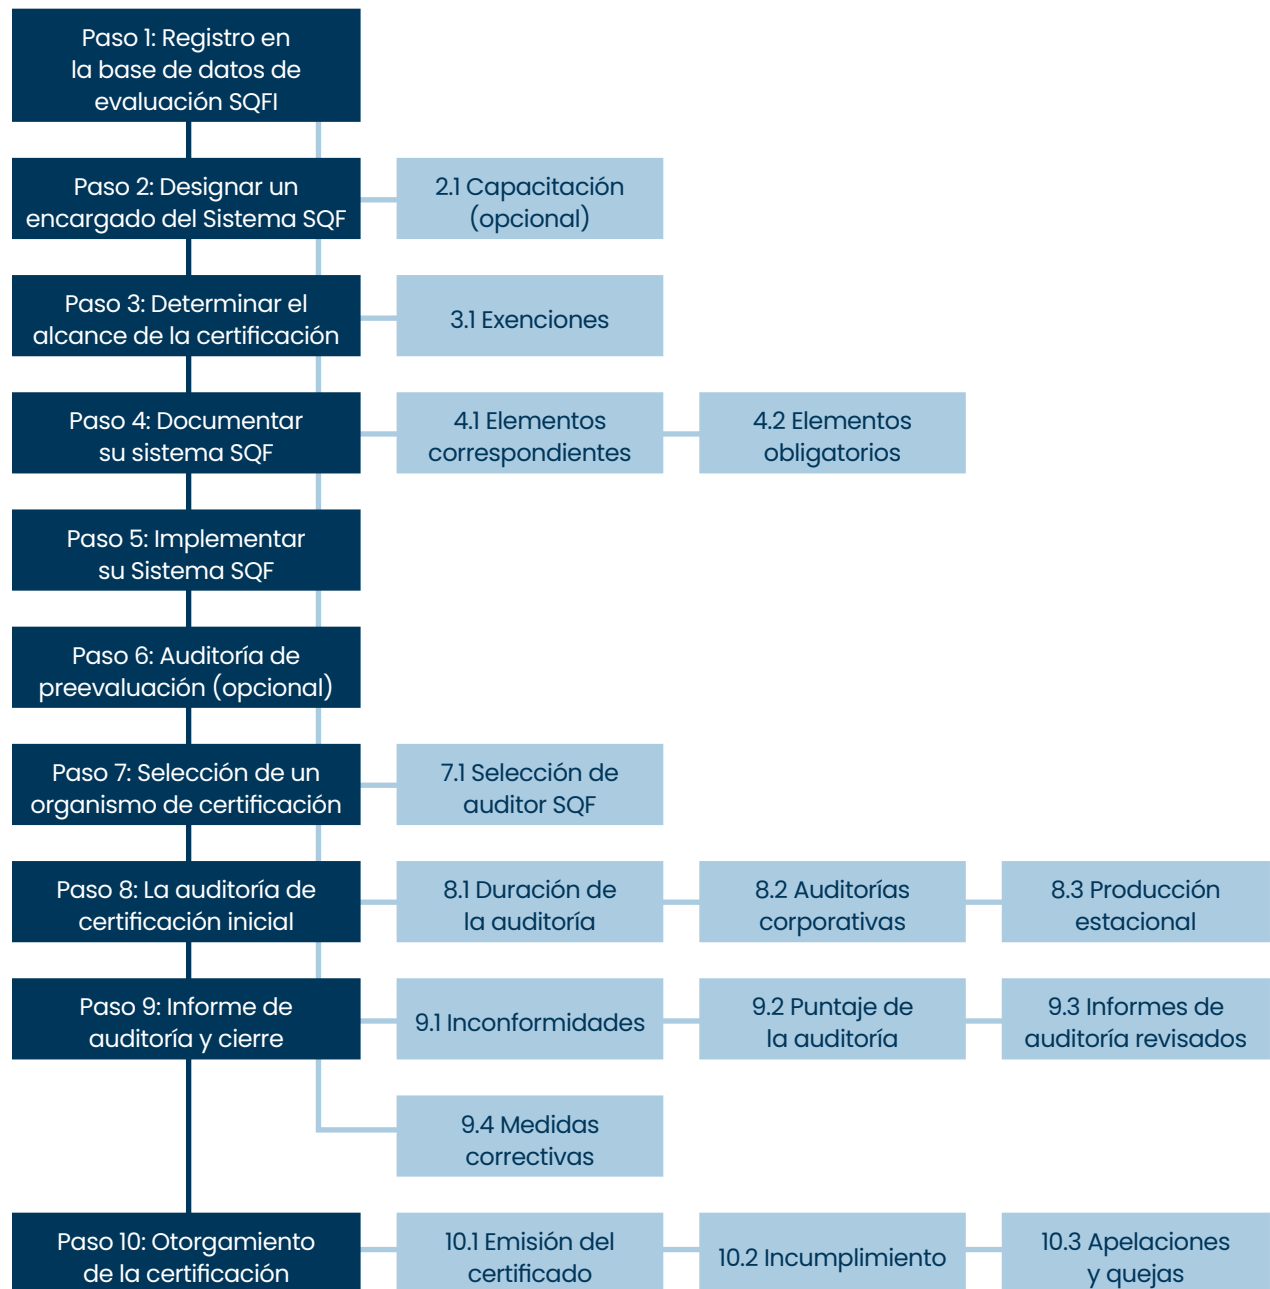 Paso 1: Registro en
la base de datos de
evaluación SQFI
Paso 2: Designar un
encargado del Sistema SQF
2.1 Capacitación
(opcional)
Paso 3: Determinar el
alcance de la certificación
3.1 Exenciones
Paso 4: Documentar
su sistema SQF
4.1 Elementos
correspondientes
4.2 Elementos
obligatorios
Paso 5: Implementar
su Sistema SQF
Paso 6: Auditoría de
preevaluación (opcional)
Paso 7: Selección de un
organismo de certificación
7.1 Selección de
auditor SQF
Paso 8: La auditoría de
certificación inicial
8.1 Duración de
la auditoría
8.2 Auditorías
corporativas
8.3 Producción
estacional
Paso 9: Informe de
auditoría y cierre
9.1 Inconformidades
9.2 Puntaje de
la auditoría
9.3 Informes de
auditoría revisados
9.4 Medidas
correctivas
Paso 10: Otorgamiento
de la certificación
10.1 Emisión del
certificado
10.2 Incumplimiento
10.3 Apelaciones
y quejas